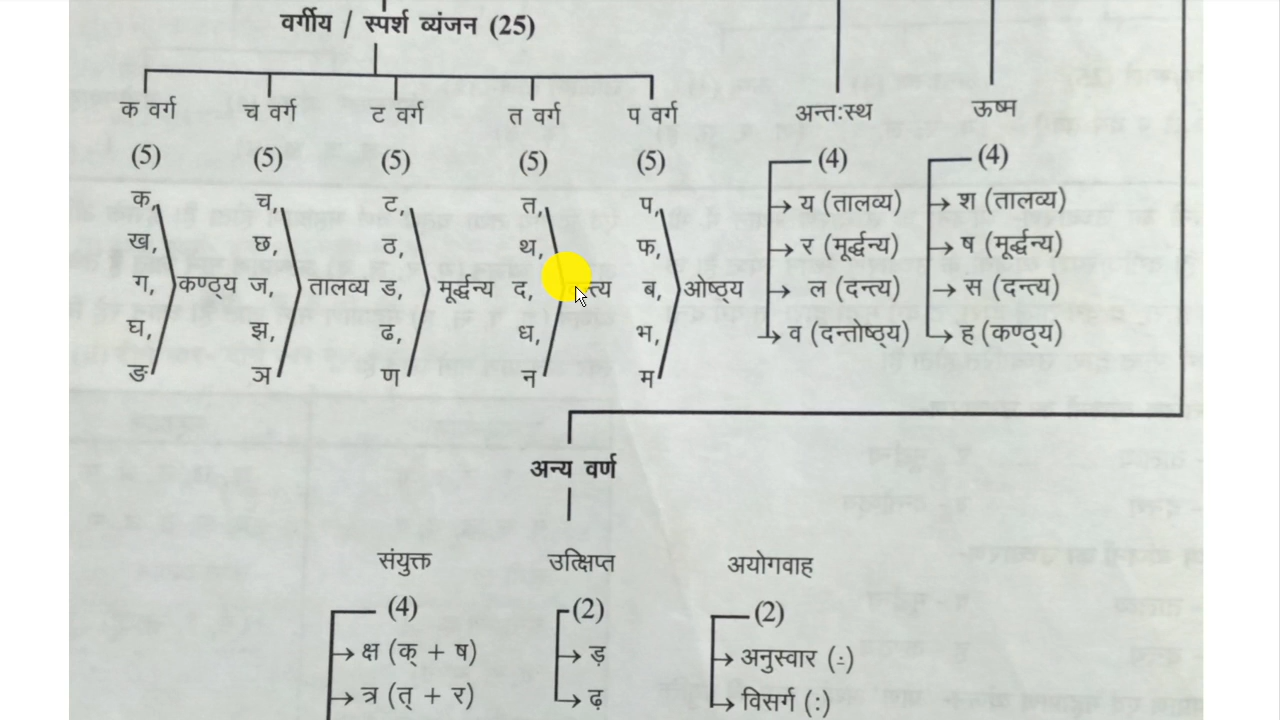 वर्गीय / स्पर्श व्यंजन (25)
क वर्ग च वर्ग ट वर्ग त वर्ग प वर्ग अन्तःस्थ ऊष्म
(5) (5) (5) (5) (5) (4) (4)
क, च, ट, त, प, य (तालव्य) श (तालव्य)
ख, छ, ठ, थ, फ, र (मूर्द्धन्य) ष (मूर्द्धन्य)
ग, कण्ठ्य ज, तालव्य ड, मूर्द्धन्य द, ब, ओष्ठ्य ल (दन्त्य) स (दन्त्य)
घ, झ, ढ, ध, भ, व (दन्तोष्ठ्य) ह (कण्ठ्य)
ङ ञ ण न म
अन्य वर्ण
संयुक्त उत्क्षिप्त अयोगवाह
(4) (2) (2)
क्ष (क् + ष) ड़ अनुस्वार (∸)
त्र (त् + र) ढ़ विसर्ग (:)